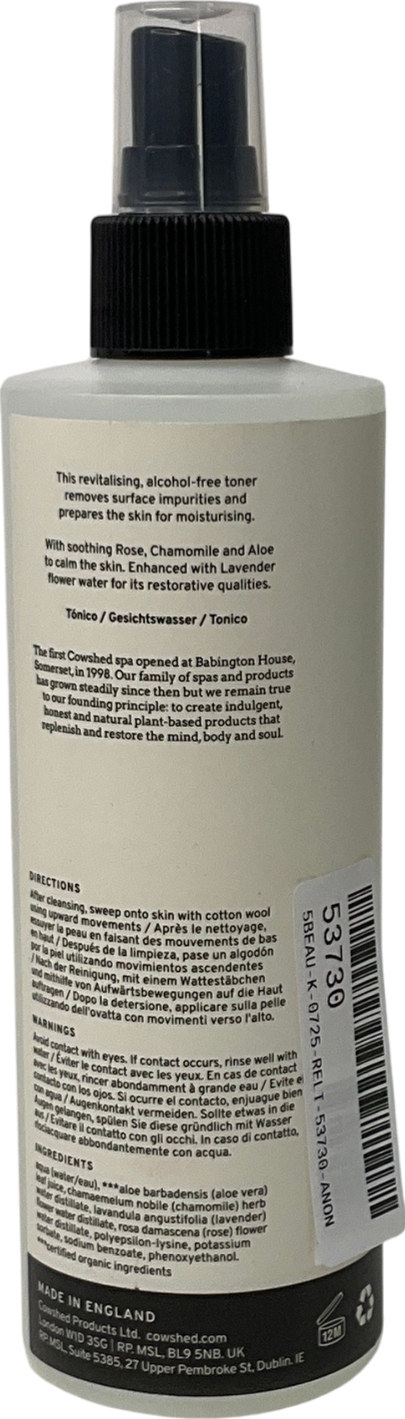 This revitalising, alcohol-free toner
removes surface impurities and
prepares the skin for moisturising.
With soothing Rose, Chamomile and Aloe
to calm the skin. Enhanced with Lavender
flower water for its restorative qualities.
Tónico / Gesichtswasser / Tonico
The first Cowshed spa opened at Babington House,
Somerset, in 1998. Our family of spas and products
has grown steadily since then but we remain true
to our founding principle: to create indulgent,
honest and natural plant-based products that
replenish and restore the mind, body and soul.
DIRECTIONS
After cleansing, sweep onto skin with cotton wool
using upward movements / Après le nettoyage,
essuyer la peau en faisant des mouvements de bas
en haut / Después de la limpieza, pase un algodón
por la piel utilizando movimientos ascendentes
/ Nach der Reinigung, mit einem Wattestäbchen
und mithilfe von Aufwärtsbewegungen auf die Haut
auftragen / Dopo la detersione, applicare sulla pelle
utilizzando dell'ovatta con movimenti verso l'alto.
WARNINGS
Avoid contact with eyes. If contact occurs, rinse well with
water / Éviter le contact avec les yeux. En cas de contact
avec les yeux, rincer abondamment à grande eau / Evite el
contacto con los ojos. Si ocurre el contacto, enjuague bien
con agua / Augenkontakt vermeiden. Sollte etwas in die
Augen gelangen, spülen Sie diese gründlich mit Wasser
aus / Evitare il contatto con gli occhi. In caso di contatto,
risciacquare abbondantemente con acqua.
INGREDIENTS
aqua (water/eau), ***aloe barbadensis (aloe vera)
leaf juice, chamaemelum nobile (chamomile) herb
water distillate, lavandula angustifolia (lavender)
flower water distillate, rosa damascena (rose) flower
water distillate, polyepsilon-lysine, potassium
sorbate, sodium benzoate, phenoxyethanol.
***certified organic ingredients
MADE IN ENGLAND
Cowshed Products Ltd. cowshed.com
London W1D 3SG | RP. MSL, BL9 5NB. UK
RP. MSL, Suite 5385, 27 Upper Pembroke St, Dublin. IE
12M
53730
5BEAU-K-0725-RELT-53730-ANON